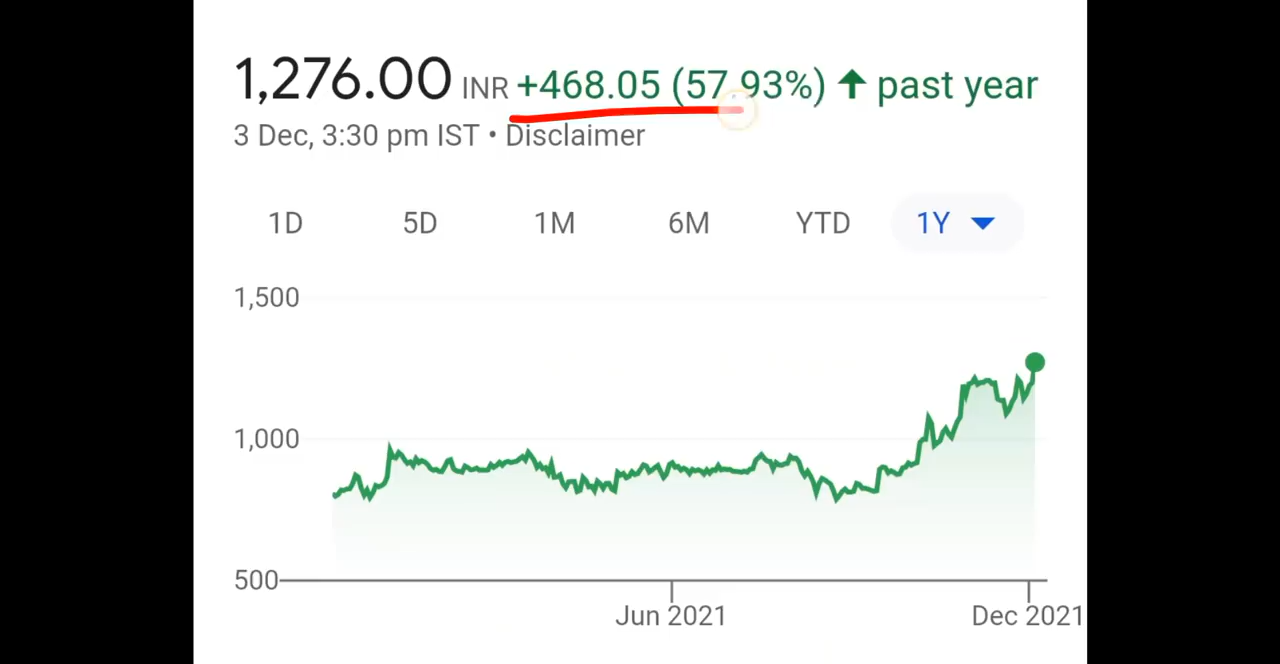 1,276.00 INR +468.05 (57.93%) ↑ past year
3 Dec, 3:30 pm IST • Disclaimer
1D 5D 1M 6M YTD 1Y
1,500
1,000
500
Jun 2021 Dec 2021